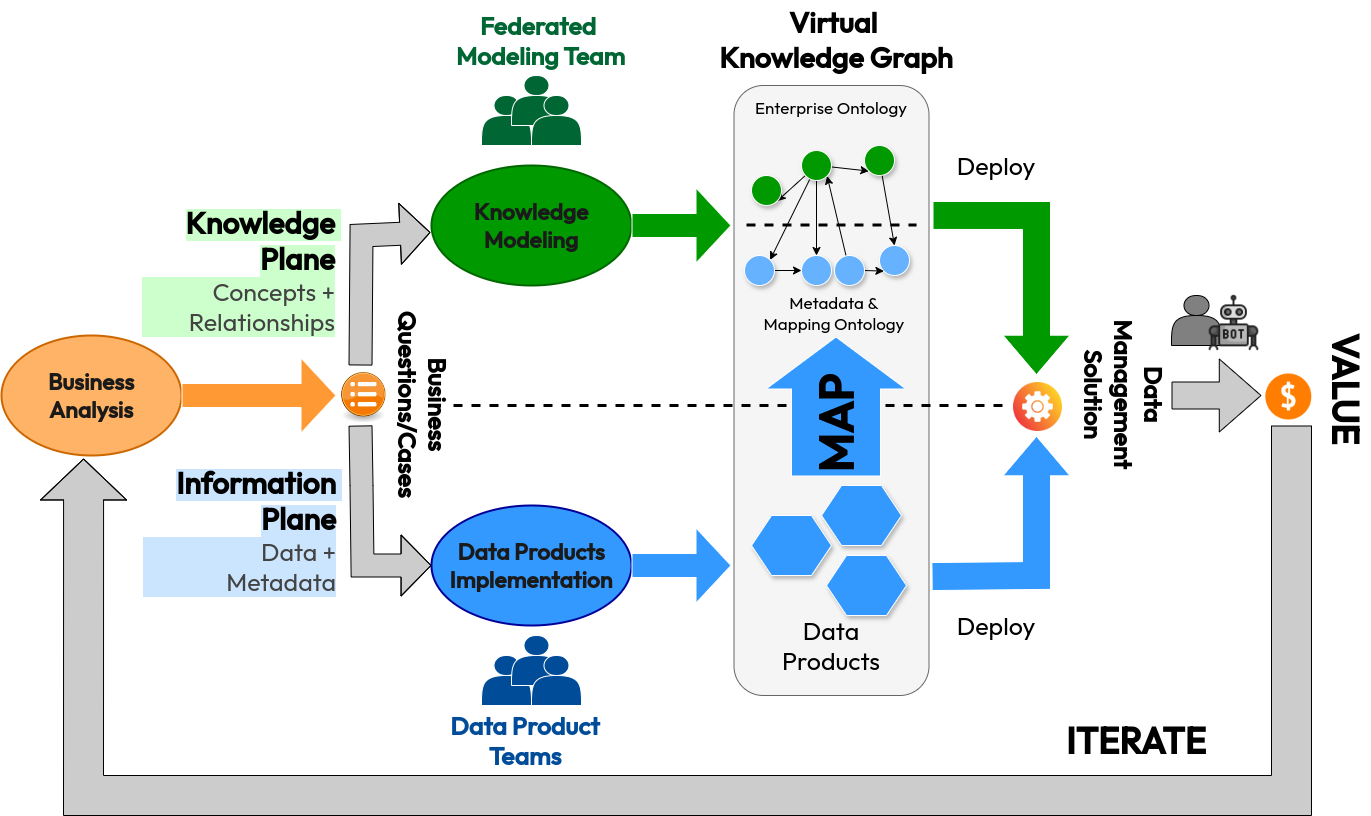 Federated
Modeling Team
Virtual
Knowledge Graph
Enterprise Ontology
Deploy
Knowledge
Modeling
Knowledge
Plane
Concepts +
Relationships
Metadata &
Mapping Ontology
Business
Analysis
Business
Questions/Cases
MAP
Data
Management
Solution
BOT
$
VALUE
Information
Plane
Data +
Metadata
Data Products
Implementation
Data
Products
Deploy
Data Product
Teams
ITERATE